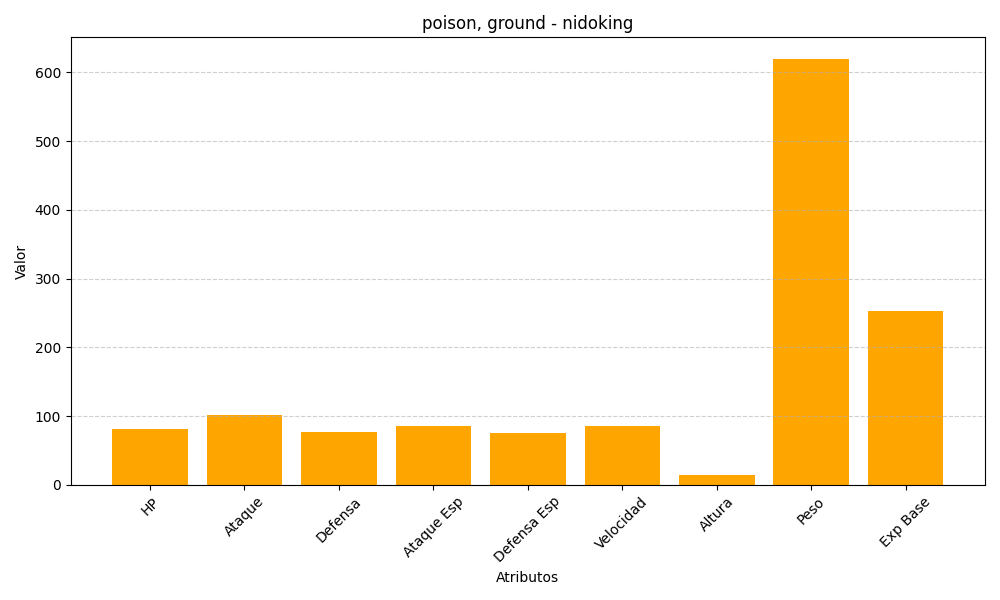 poison, ground - nidoking
Valor
600
500
400
300
200
100
0
HP
Ataque
Defensa
Ataque Esp
Defensa Esp
Velocidad
Altura
Peso
Exp Base
Atributos